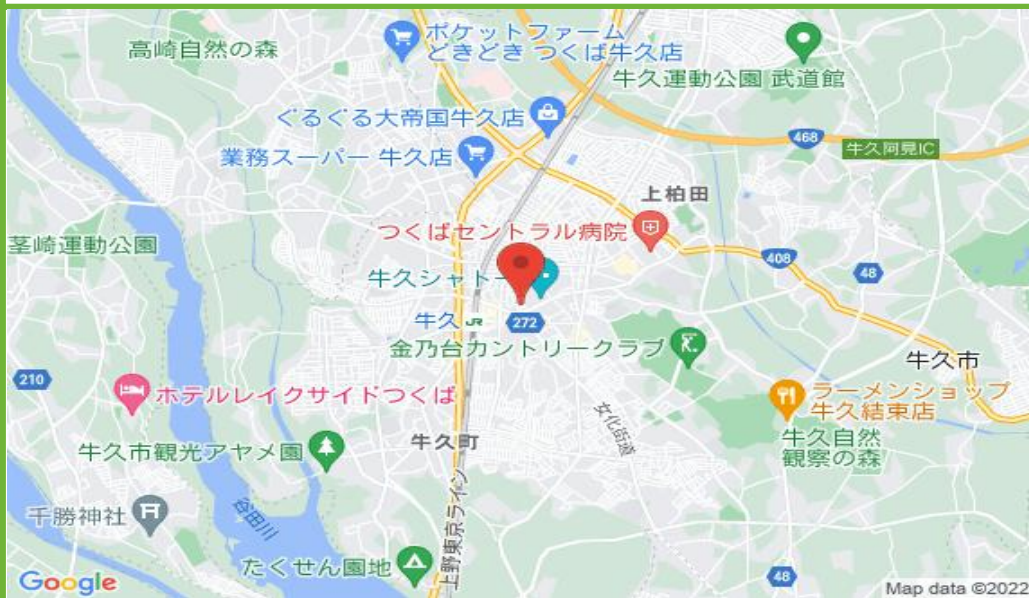 ポケットファーム
どきどき つくば牛久店
高崎自然の森
牛久運動公園 武道館
ぐるぐる大帝国牛久店
468
牛久阿見IC
業務スーパー 牛久店
上柏田
つくばセントラル病院
茎崎運動公園
408
48
牛久シャトー
牛久 JR
272
金乃台カントリークラブ
牛久市
210
ホテルレイクサイドつくば
ラーメンショップ
牛久結束店
女化街道
牛久町
牛久自然
観察の森
牛久市観光アヤメ園
千勝神社
谷田川
上野東京ライン
たくせん園地
48
Google
Map data ©2022